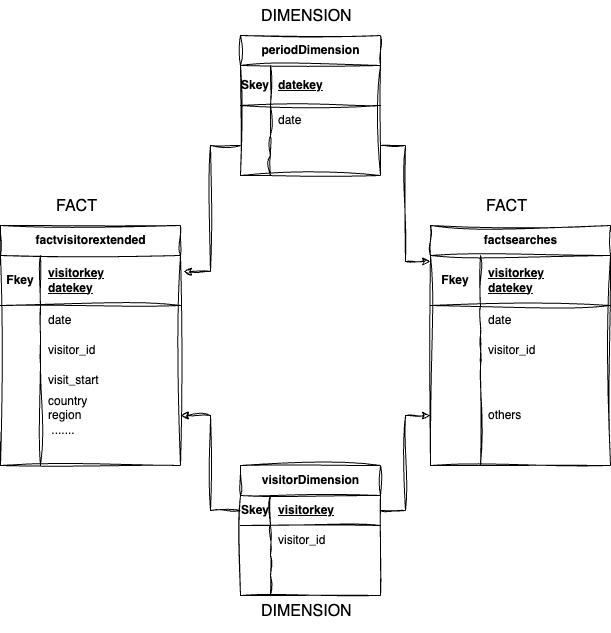 DIMENSION
periodDimension
Skey datekey
date
FACT
factvisitorextended
Fkey visitorkey
datekey
date
visitor_id
visit_start
country
region
.......
FACT
factsearches
Fkey visitorkey
datekey
date
visitor_id
others
visitorDimension
Skey visitorkey
visitor_id
DIMENSION